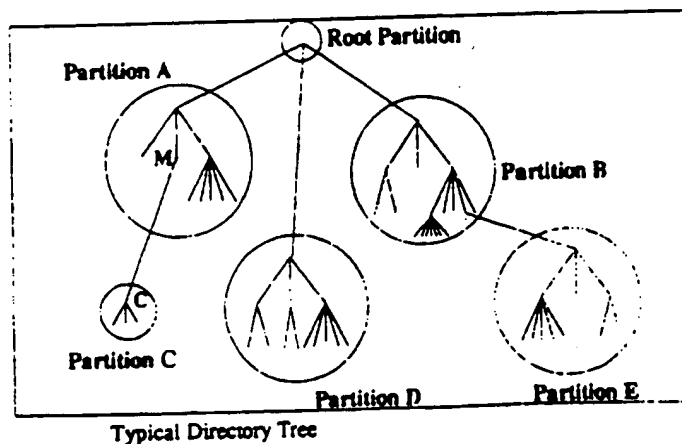 Root Partition
Partition A
M
Partition B
C
Partition C
Partition D
Partition E
Typical Directory Tree